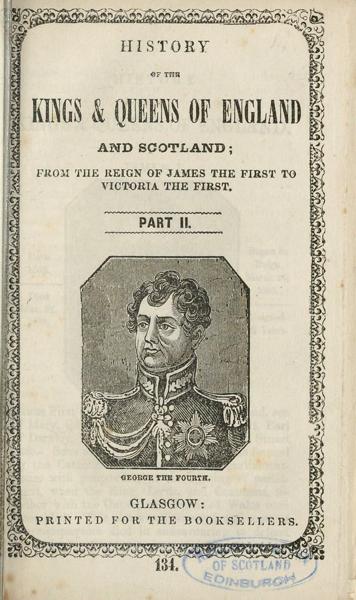 HISTORY
OF THE
KINGS & QUEENS OF ENGLAND
AND SCOTLAND;
FROM THE REIGN OF JAMES THE FIRST TO
VICTORIA THE FIRST.
PART II.
GEORGE THE FOURTH.
GLASGOW:
PRINTED FOR THE BOOKSELLERS.
134.
OF SCOTLAND
EDINBURGH